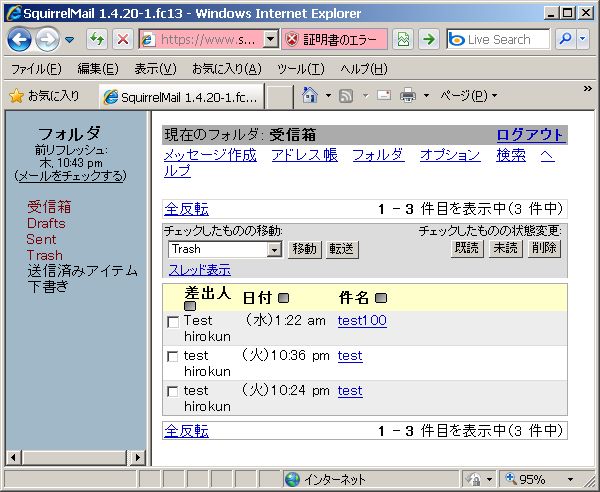 SquirrelMail 1.4.20-1.fc13 - Windows Internet Explorer
https://www.s... 証明書のエラー Live Search
ファイル(F) 編集(E) 表示(V) お気に入り(A) ツール(T) ヘルプ(H)
お気に入り SquirrelMail 1.4.20-1.fc... ページ(P)
フォルダ
前リフレッシュ:
木, 10:43 pm
(メールをチェックする)
受信箱
Drafts
Sent
Trash
送信済みアイテム
下書き
現在のフォルダ: 受信箱 ログアウト
メッセージ作成 アドレス帳 フォルダ オプション 検索 ヘ
ルプ
全反転 1 - 3 件目を表示中(3 件中)
チェックしたものの移動: チェックしたものの状態変更:
Trash 移動 転送 既読 未読 削除
スレッド表示
差出人 日付 件名
Test (水)1:22 am test100
hirokun
test (火)10:36 pm test
hirokun
test (火)10:24 pm test
hirokun
全反転 1 - 3 件目を表示中(3 件中)
インターネット 95%